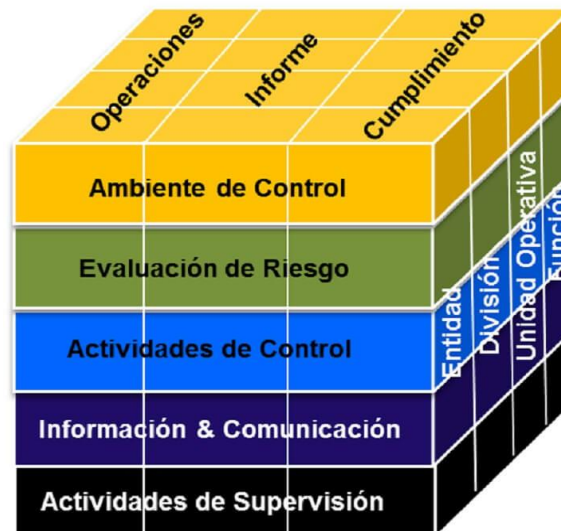 Operaciones
Informe
Cumplimiento
Ambiente de Control
Evaluación de Riesgo
Actividades de Control
Información & Comunicación
Actividades de Supervisión
Entidad
División
Unidad Operativa
Función